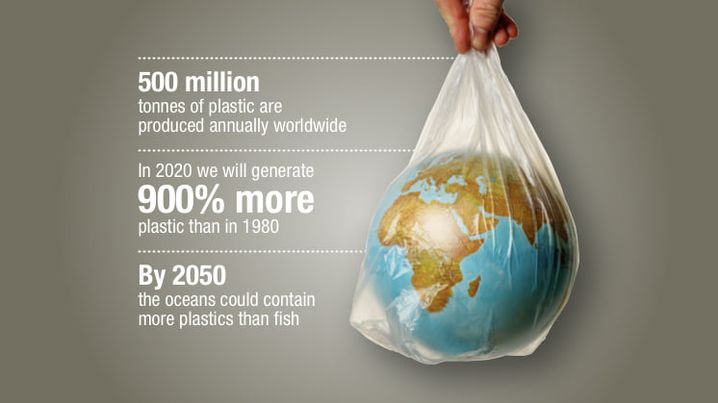 500 million
tonnes of plastic are
produced annually worldwide
In 2020 we will generate
900% more
plastic than in 1980
By 2050
the oceans could contain
more plastics than fish